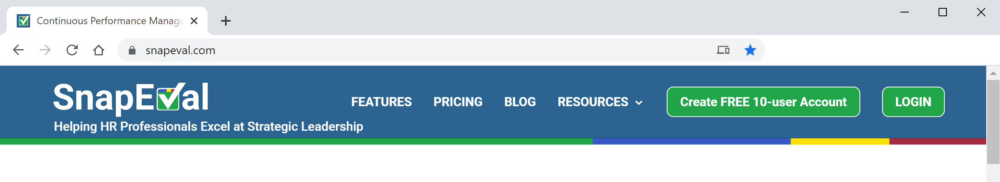 Continuous Performance Manage
snapeval.com
SnapEval
FEATURES PRICING BLOG RESOURCES Create FREE 10-user Account LOGIN
Helping HR Professionals Excel at Strategic Leadership